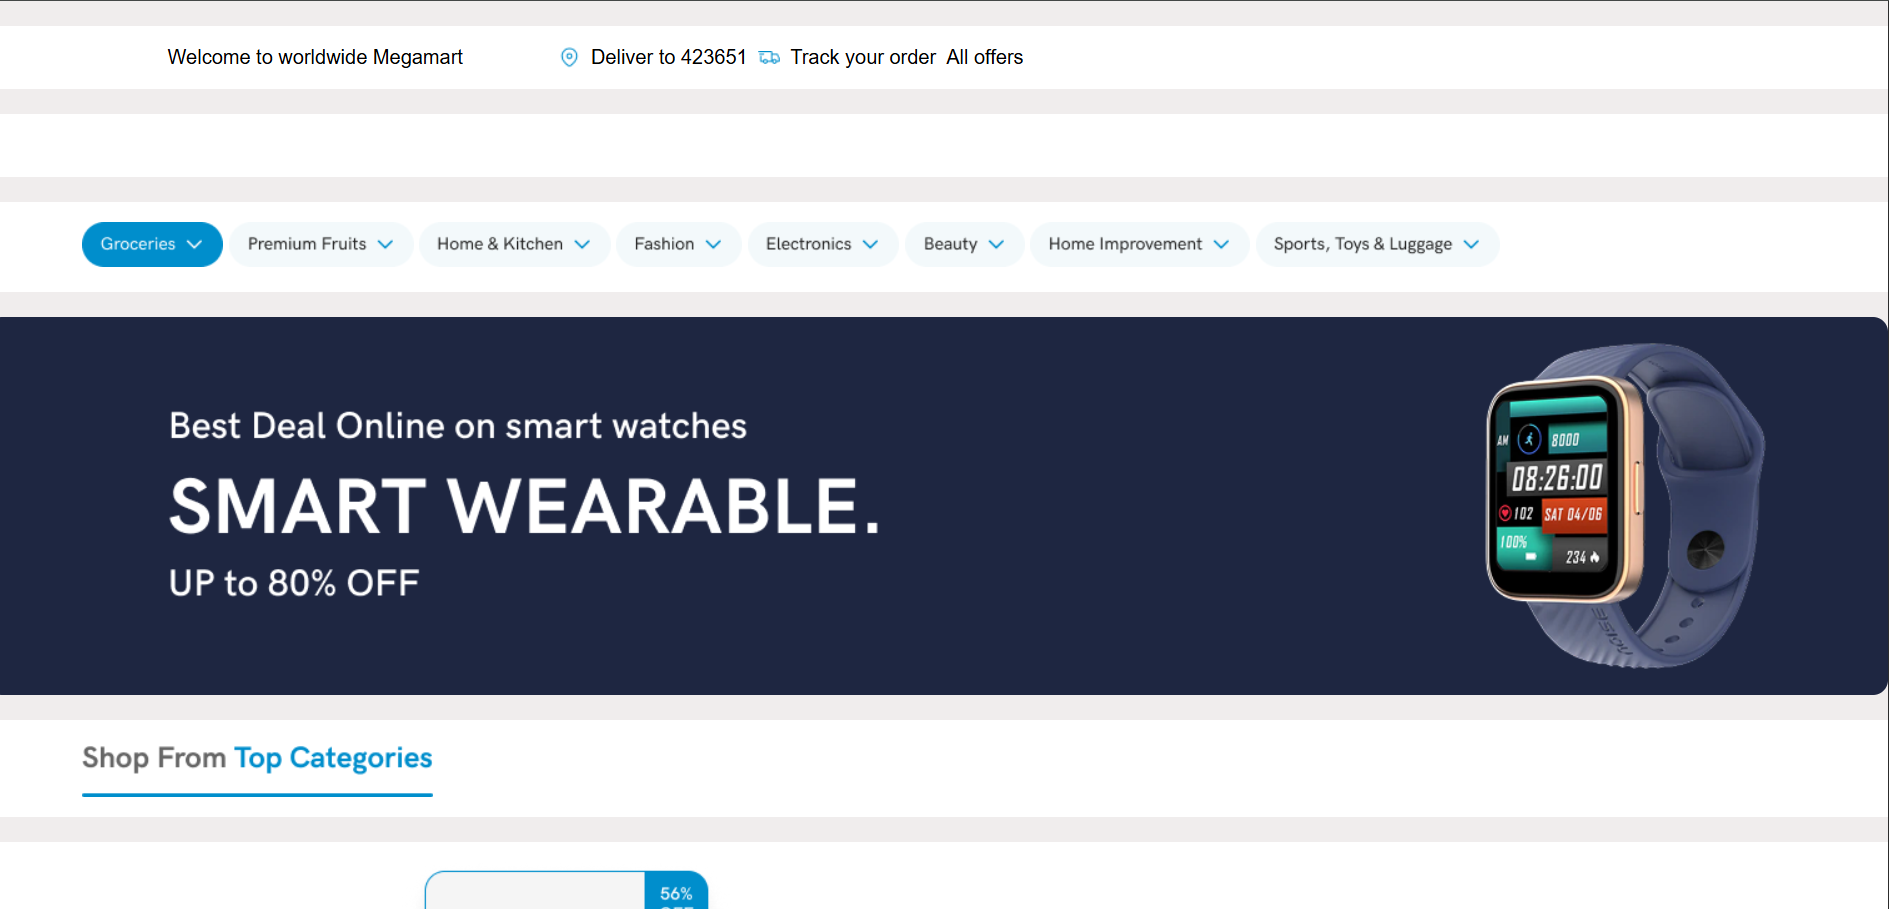 Welcome to worldwide Megamart Deliver to 423651 Track your order All offers
Groceries Premium Fruits Home & Kitchen Fashion Electronics Beauty Home Improvement Sports, Toys & Luggage
Best Deal Online on smart watches
SMART WEARABLE.
UP to 80% OFF
AM 8000
08:26:00
102 SAT 04/06
100%
234
Shop From Top Categories
56%